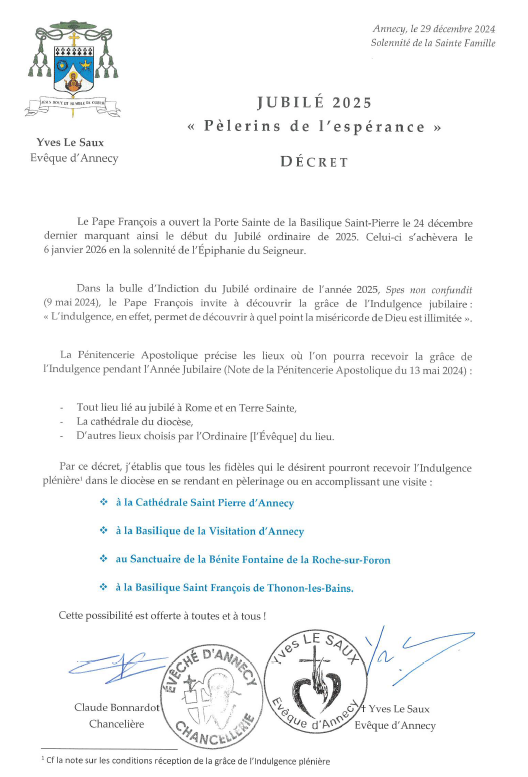 Annecy, le 29 décembre 2024
Solennité de la Sainte Famille
JUBILÉ 2025
« Pèlerins de l'espérance »
DÉCRET
Yves Le Saux
Evêque d'Annecy
Le Pape François a ouvert la Porte Sainte de la Basilique Saint-Pierre le 24 décembre
dernier marquant ainsi le début du Jubilé ordinaire de 2025. Celui-ci s'achèvera le
6 janvier 2026 en la solennité de l'Épiphanie du Seigneur.
Dans la bulle d'Indiction du Jubilé ordinaire de l'année 2025, Spes non confundit
(9 mai 2024), le Pape François invite à découvrir la grâce de l'Indulgence jubilaire :
« L'indulgence, en effet, permet de découvrir à quel point la miséricorde de Dieu est illimitée ».
La Pénitencerie Apostolique précise les lieux où l'on pourra recevoir la grâce de
l'Indulgence pendant l'Année Jubilaire (Note de la Pénitencerie Apostolique du 13 mai 2024) :
- Tout lieu lié au jubilé à Rome et en Terre Sainte,
- La cathédrale du diocèse,
- D'autres lieux choisis par l'Ordinaire [l'Évêque] du lieu.
Par ce décret, j'établis que tous les fidèles qui le désirent pourront recevoir l'Indulgence
plénière¹ dans le diocèse en se rendant en pèlerinage ou en accomplissant une visite :
❖ à la Cathédrale Saint Pierre d'Annecy
❖ à la Basilique de la Visitation d'Annecy
❖ au Sanctuaire de la Bénite Fontaine de la Roche-sur-Foron
❖ à la Basilique Saint François de Thonon-les-Bains.
Cette possibilité est offerte à toutes et à tous !
ÉVÊCHÉ D'ANNECY
CHANCELLERIE
Yves LE SAUX
Evêque d'Annecy
Claude Bonnardot
Chancelière
† Yves Le Saux
Evêque d'Annecy
¹ Cf la note sur les conditions réception de la grâce de l'Indulgence plénière